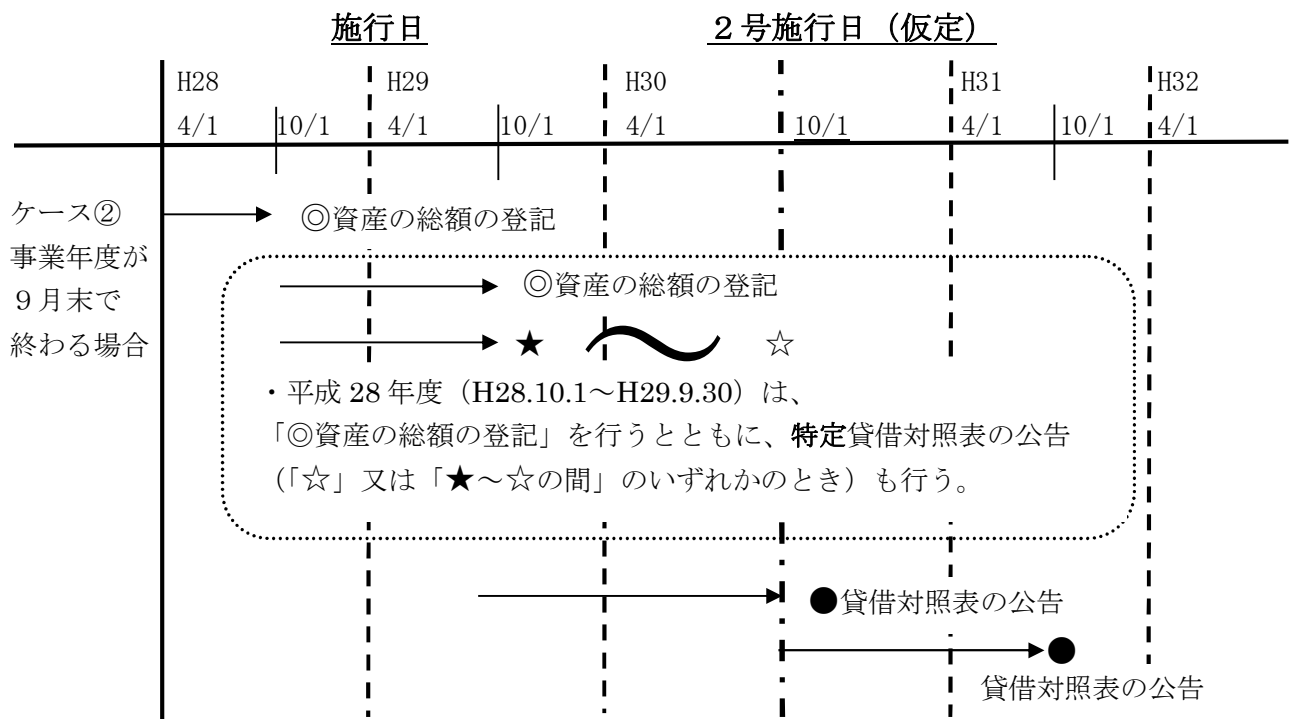 施行日
２号施行日（仮定）
H28 H29 H30 H31 H32
4/1 10/1 4/1 10/1 4/1 10/1 4/1 10/1 4/1
ケース②
事業年度が
９月末で
終わる場合
◎資産の総額の登記
◎資産の総額の登記
★ ☆
・平成 28 年度（H28.10.1～H29.9.30）は、
「◎資産の総額の登記」を行うとともに、特定貸借対照表の公告
（「☆」又は「★～☆の間」のいずれかのとき）も行う。
●貸借対照表の公告
●
貸借対照表の公告